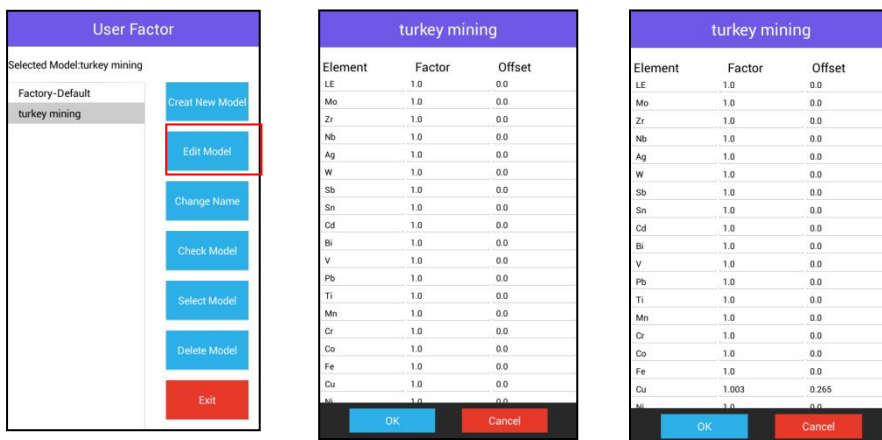 User Factor
Selected Model:turkey mining
Factory-Default
turkey mining
Creat New Model
Edit Model
Change Name
Check Model
Select Model
Delete Model
Exit
turkey mining
Element Factor Offset
LE 1.0 0.0
Mo 1.0 0.0
Zr 1.0 0.0
Nb 1.0 0.0
Ag 1.0 0.0
W 1.0 0.0
Sb 1.0 0.0
Sn 1.0 0.0
Cd 1.0 0.0
Bi 1.0 0.0
V 1.0 0.0
Pb 1.0 0.0
Ti 1.0 0.0
Mn 1.0 0.0
Cr 1.0 0.0
Co 1.0 0.0
Fe 1.0 0.0
Cu 1.0 0.0
Ni 1.0 0.0
OK Cancel
turkey mining
Element Factor Offset
LE 1.0 0.0
Mo 1.0 0.0
Zr 1.0 0.0
Nb 1.0 0.0
Ag 1.0 0.0
W 1.0 0.0
Sb 1.0 0.0
Sn 1.0 0.0
Cd 1.0 0.0
Bi 1.0 0.0
V 1.0 0.0
Pb 1.0 0.0
Ti 1.0 0.0
Mn 1.0 0.0
Cr 1.0 0.0
Co 1.0 0.0
Fe 1.0 0.0
Cu 1.003 0.265
Ni 1.0 0.0
OK Cancel